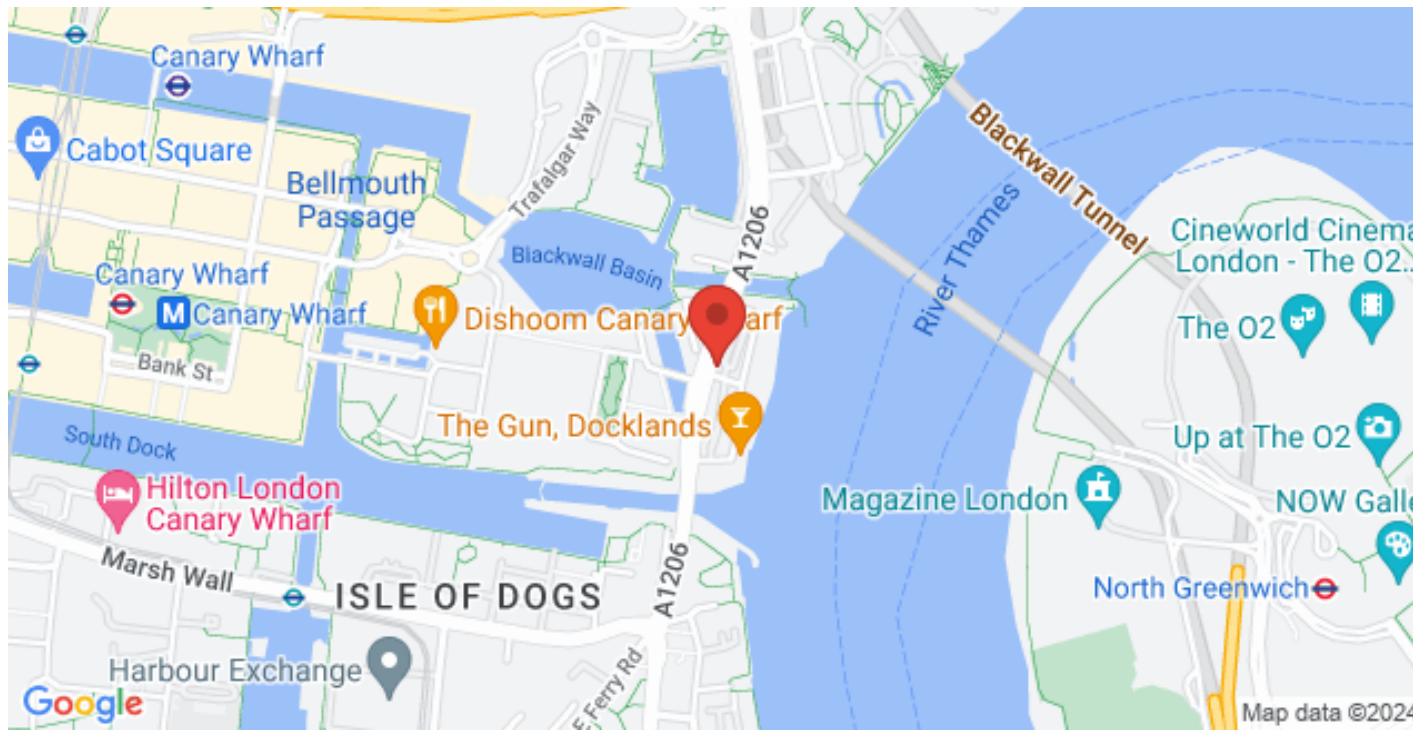 Canary Wharf
Cabot Square
Bellmouth
Passage
Trafalgar Way
Blackwall Tunnel
A1206
River Thames
Cineworld Cinema
London - The O2...
Blackwall Basin
Canary Wharf
Canary Wharf
Dishoom Canary
arf
The O2
Bank St
The Gun, Docklands
Up at The O2
South Dock
Hilton London
Canary Wharf
Magazine London
NOW Galle
Marsh Wall
ISLE OF DOGS
A1206
North Greenwich
Harbour Exchange
E Ferry Rd
Google
Map data ©2024